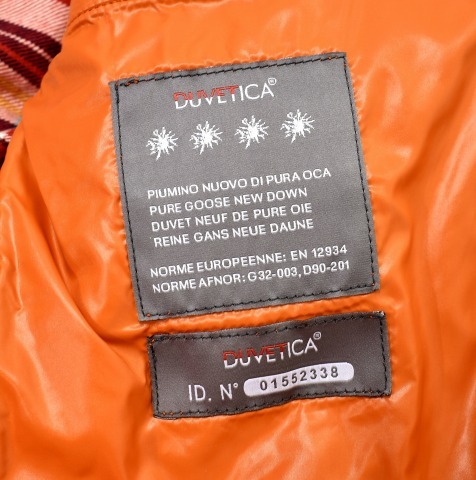 DUVETICA®
PIUMINO NUOVO DI PURA OCA
PURE GOOSE NEW DOWN
DUVET NEUF DE PURE OIE
REINE GANS NEUE DAUNE
NORME EUROPEENNE: EN 12934
NORME AFNOR: G32-003, D90-201
DUVETICA®
ID. N° 01552338